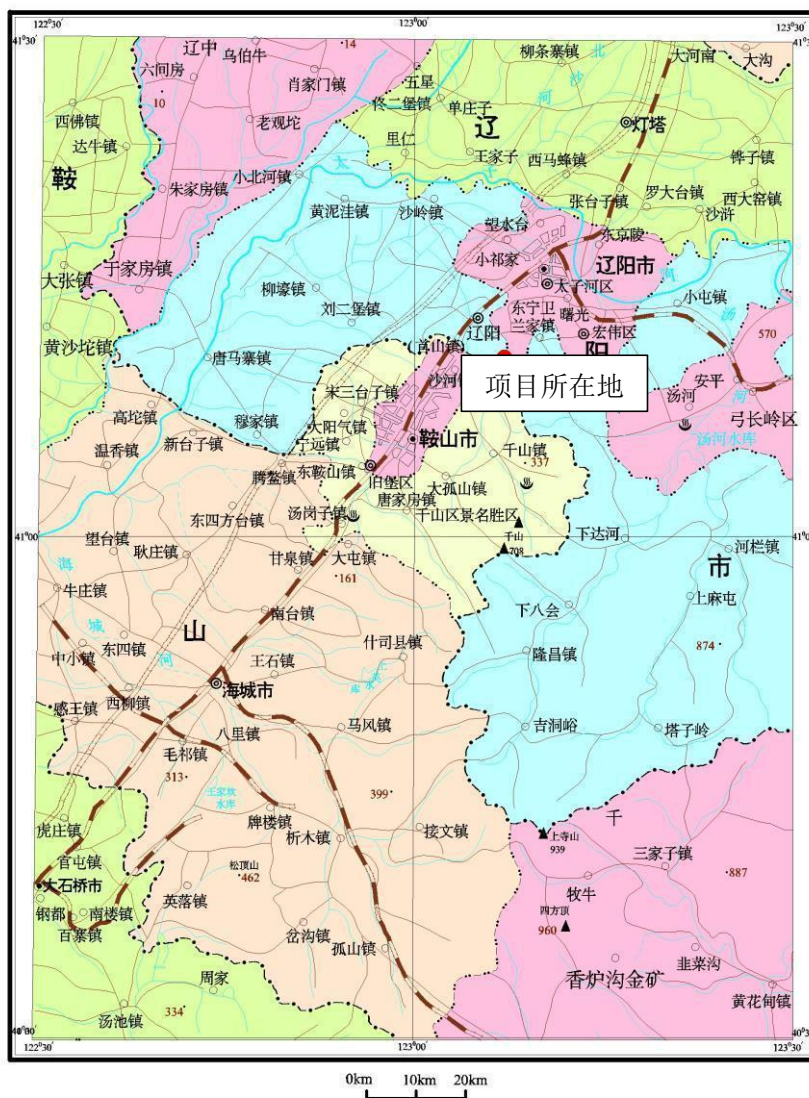 122°30′
123°00′
123°30′
41°30′
辽中
乌伯牛
14
柳条寨镇
北
沙
河
大河南
大沟
六间房
肖家门镇
五星
10
佟二堡镇
单庄子
西佛镇
老观坨
辽
灯塔
达牛镇
里仁
王家子
铧子镇
太
子
西马蜂镇
鞍
朱家房镇
小北河镇
张台子镇
罗大台镇
西大窑镇
黄泥洼镇
沙岭镇
望水台
沙浒
东京陵
小祁家
辽阳市
大张镇
于家房镇
太子河区
河
柳壕镇
小屯镇
汤
刘二堡镇
东宁卫
曙光
辽阳
兰家镇
宏伟区
黄沙坨镇
(首山镇)
阳
570
唐马寨镇
项目所在地
宋三台子镇
沙河镇
安平
河
高坨镇
汤河
弓长岭区
穆家镇
大阳气镇
新台子镇
宁远镇
鞍山市
汤河水库
温香镇
千山镇
腾鳌镇
东鞍山镇
旧堡区
337
大孤山镇
唐家房镇
东四方台镇
汤岗子镇
千山区景名胜区
41°00′
望台镇
耿庄镇
千山
708
下达河
河栏镇
海
城
河
甘泉镇
大屯镇
161
市
牛庄镇
南台镇
下八会
上麻屯
山
东四镇
什司县镇
874
中小镇
王石镇
隆昌镇
海城市
西柳镇
感王镇
八里镇
马风镇
吉洞峪
塔子岭
毛祁镇
313
王家坎
水库
399
千
虎庄镇
牌楼镇
接文镇
上寺山
939
析木镇
官屯镇
三家子镇
松顶山
462
887
大石桥市
牧牛
钢都
南楼镇
英落镇
四方顶
960
百寨镇
岔沟镇
孤山镇
韭菜沟
周家
香炉沟金矿
334
汤池镇
黄花甸镇
40°30′
122°30′
123°00′
123°30′
0km
10km
20km